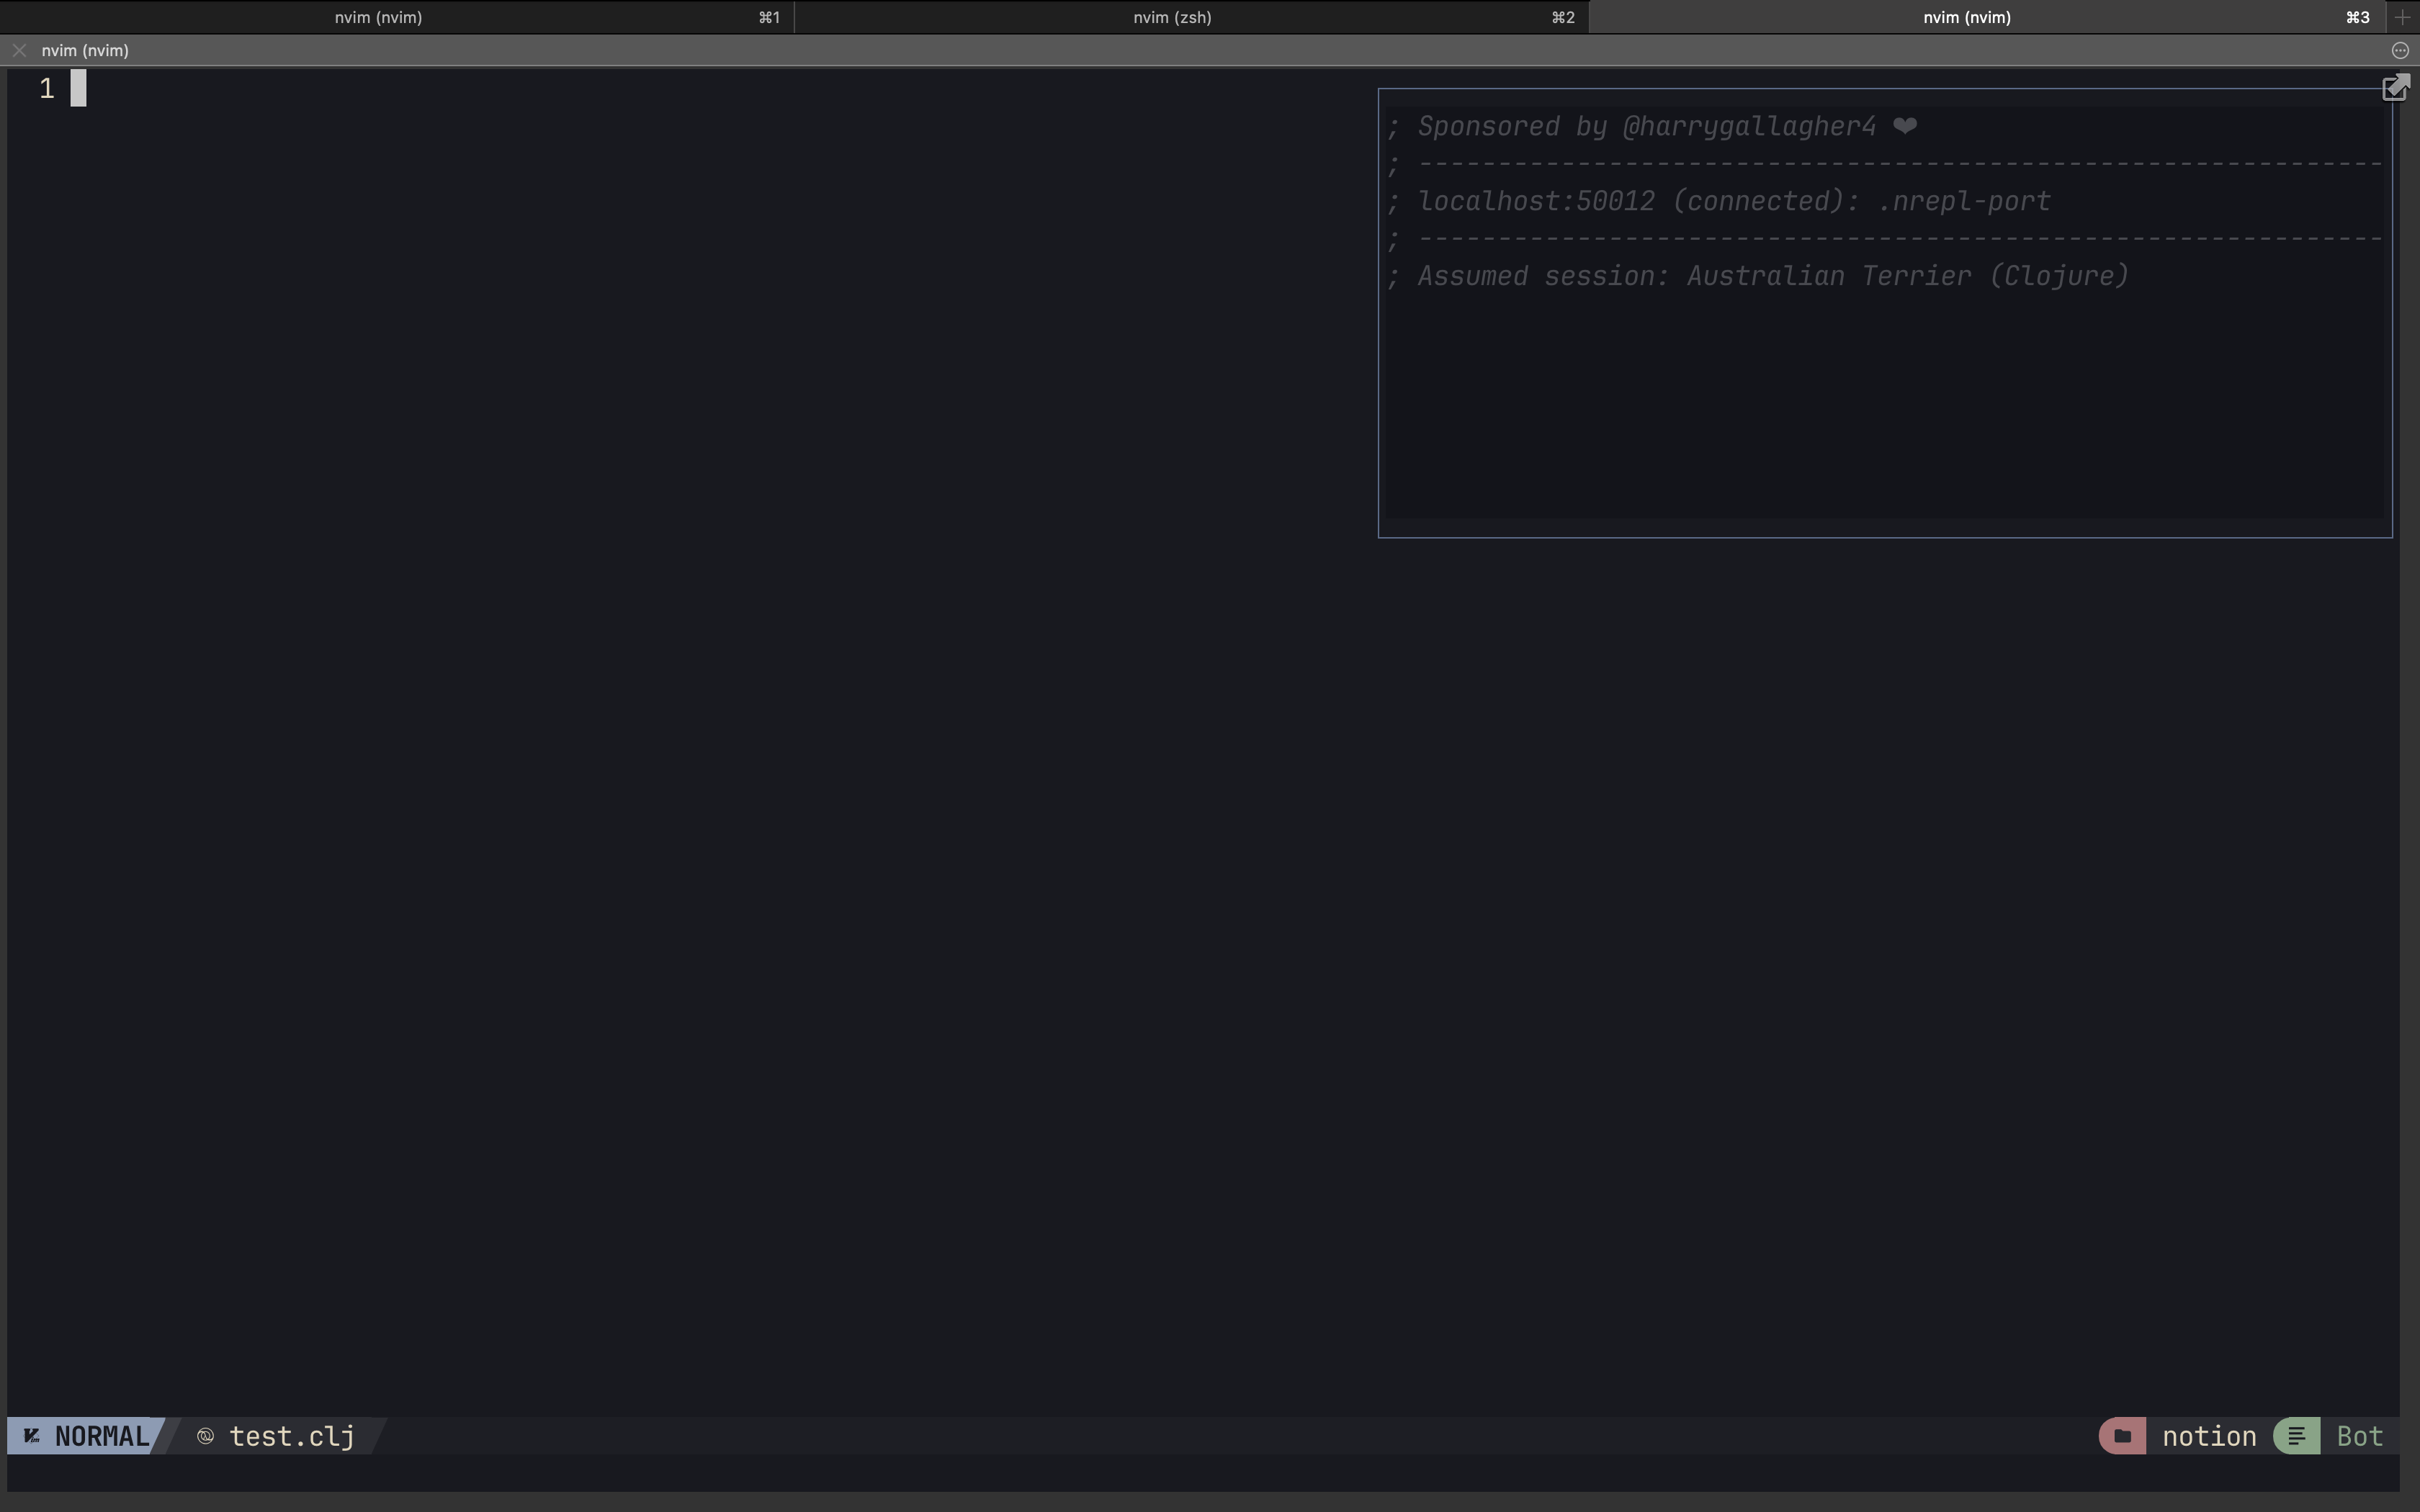 nvim (nvim) ⌘1 nvim (zsh) ⌘2 nvim (nvim) ⌘3
nvim (nvim)
1
; Sponsored by @harrygallagher4 ❤
; -------------------------------------------------------------
; localhost:50012 (connected): .nrepl-port
; -------------------------------------------------------------
; Assumed session: Australian Terrier (Clojure)
NORMAL test.clj notion Bot